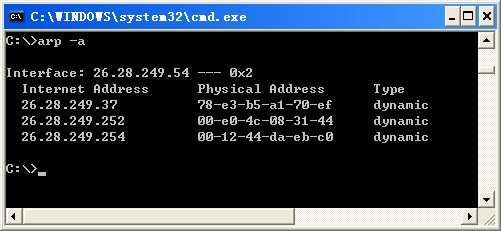 C:\WINDOWS\system32\cmd.exe
C:\>arp -a
Interface: 26.28.249.54 --- 0x2
Internet Address Physical Address Type
26.28.249.37 78-e3-b5-a1-70-ef dynamic
26.28.249.252 00-e0-4c-08-31-44 dynamic
26.28.249.254 00-12-44-da-eb-c0 dynamic
C:\>_